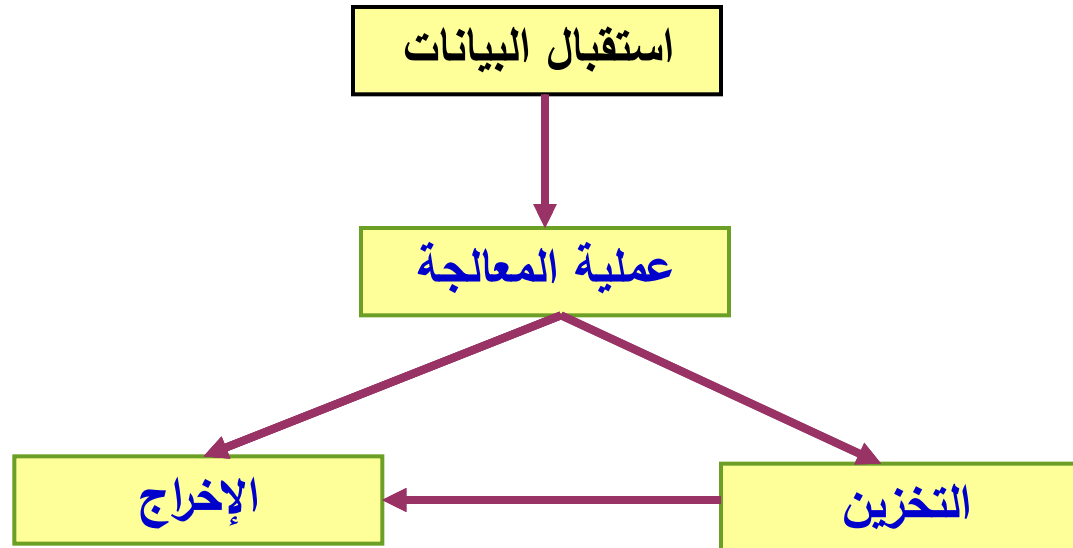 استقبال البيانات
عملية المعالجة
التخزين
الإخراج